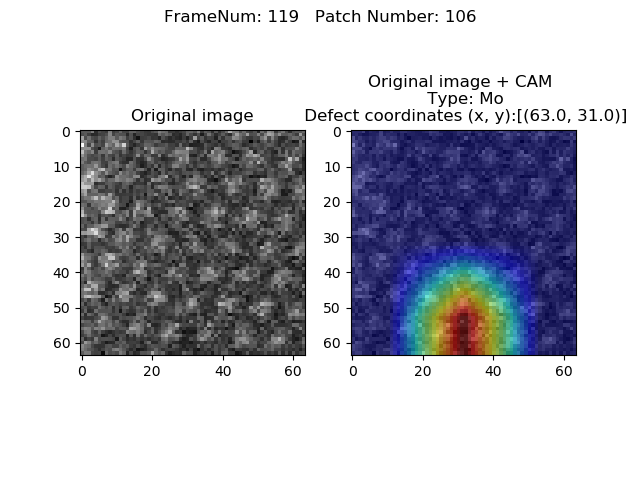 FrameNum: 119   Patch Number: 106
Original image
0
10
20
30
40
50
60
0 20 40 60
Original image + CAM
Type: Mo
Defect coordinates (x, y):[(63.0, 31.0)]
0
10
20
30
40
50
60
0 20 40 60